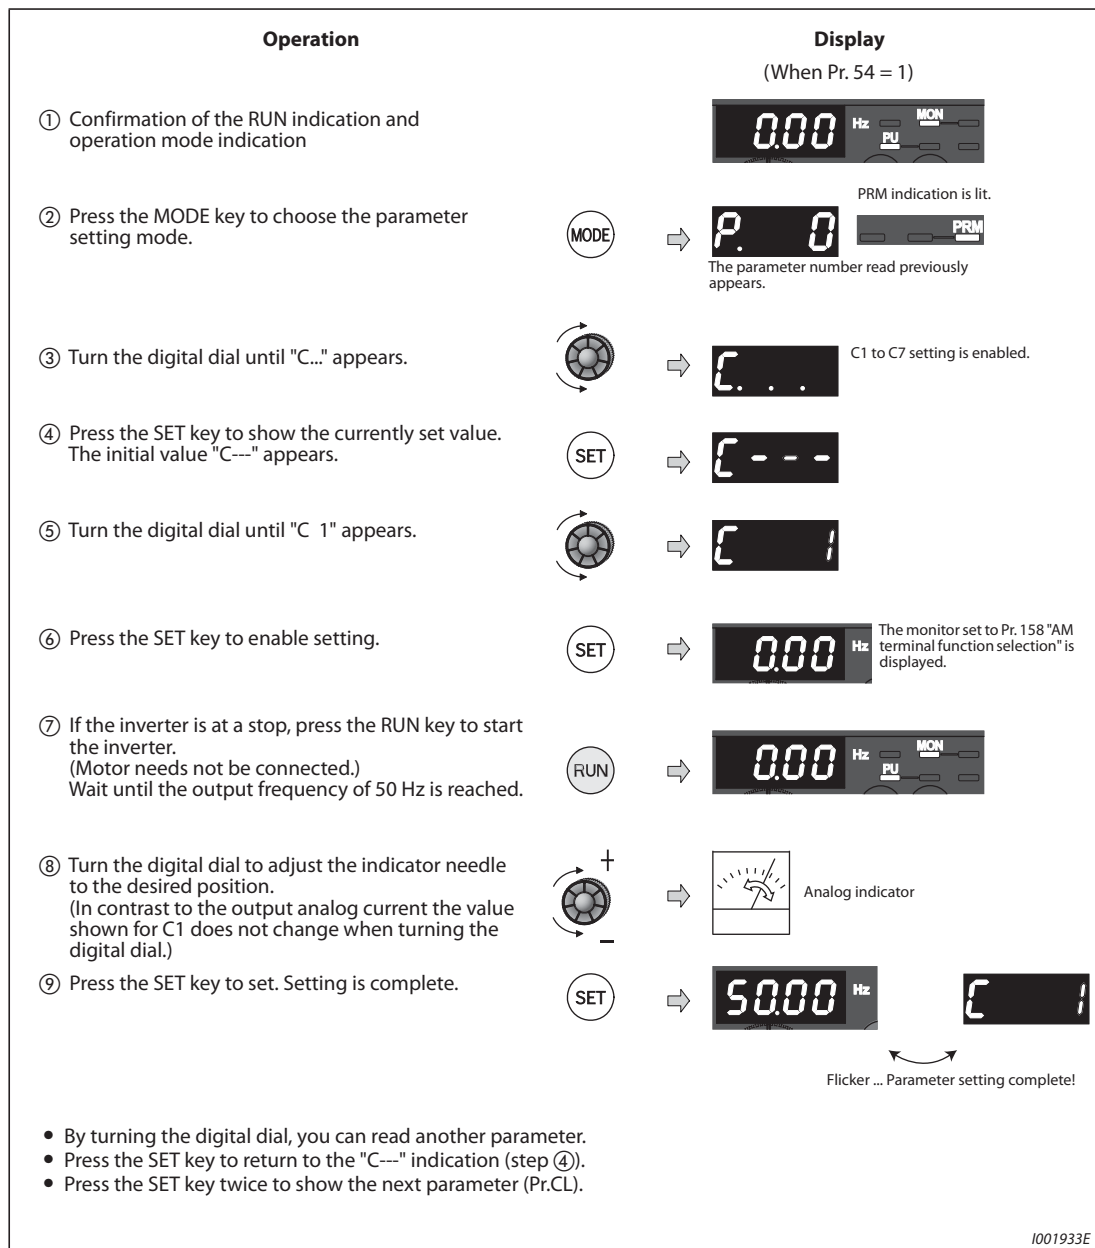 Operation
Display
(When Pr. 54 = 1)
① Confirmation of the RUN indication and
operation mode indication
0.00 Hz MON
PU
② Press the MODE key to choose the parameter
setting mode.
MODE
P. 0
PRM indication is lit.
PRM
The parameter number read previously
appears.
③ Turn the digital dial until "C..." appears.
C. . .
C1 to C7 setting is enabled.
④ Press the SET key to show the currently set value.
The initial value "C---" appears.
SET
C - - -
⑤ Turn the digital dial until "C 1" appears.
C 1
⑥ Press the SET key to enable setting.
SET
0.00 Hz
The monitor set to Pr. 158 "AM
terminal function selection" is
displayed.
⑦ If the inverter is at a stop, press the RUN key to start
the inverter.
(Motor needs not be connected.)
Wait until the output frequency of 50 Hz is reached.
RUN
0.00 Hz MON
PU
⑧ Turn the digital dial to adjust the indicator needle
to the desired position.
(In contrast to the output analog current the value
shown for C1 does not change when turning the
digital dial.)
+
–
Analog indicator
⑨ Press the SET key to set. Setting is complete.
SET
50.00 Hz
C 1
Flicker ... Parameter setting complete!
• By turning the digital dial, you can read another parameter.
• Press the SET key to return to the "C---" indication (step ④).
• Press the SET key twice to show the next parameter (Pr.CL).
I001933E